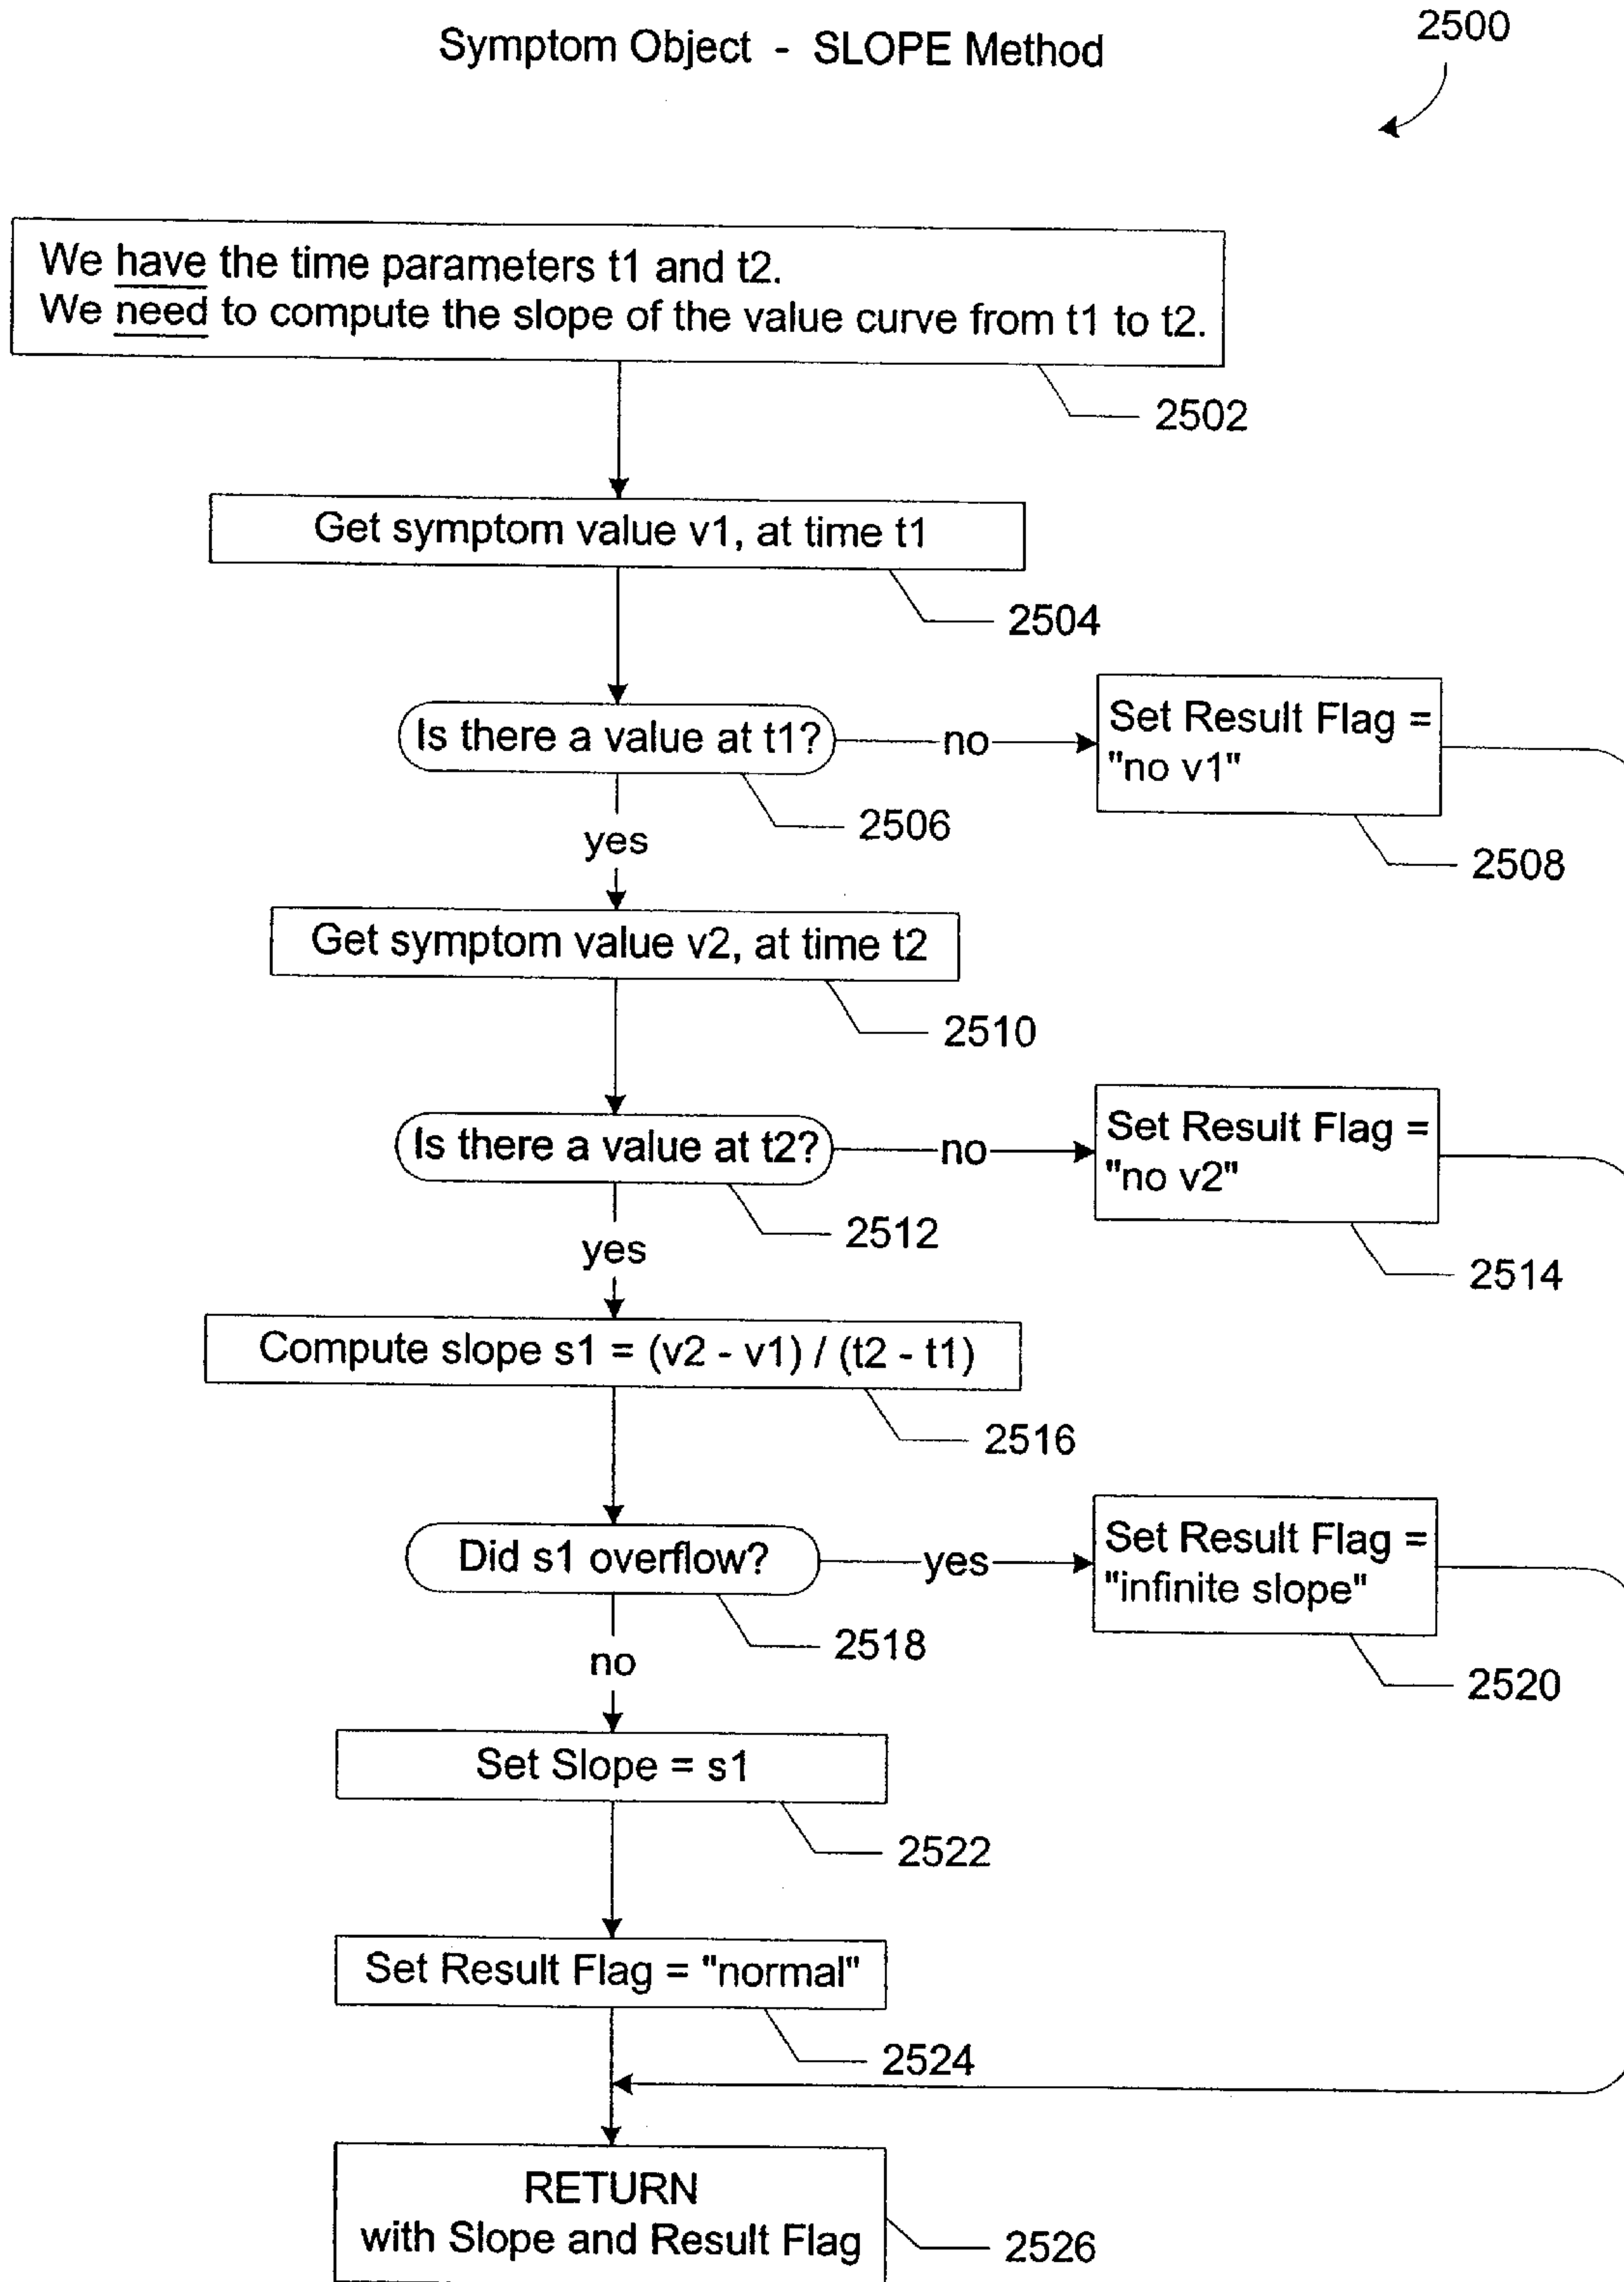 Symptom Object - SLOPE Method
2500
We have the time parameters t1 and t2.
We need to compute the slope of the value curve from t1 to t2.
2502
Get symptom value v1, at time t1
2504
Is there a value at t1?
no
Set Result Flag =
"no v1"
2506
2508
yes
Get symptom value v2, at time t2
2510
Is there a value at t2?
no
Set Result Flag =
"no v2"
2512
2514
yes
Compute slope s1 = (v2 - v1) / (t2 - t1)
2516
Did s1 overflow?
yes
Set Result Flag =
"infinite slope"
2518
2520
no
Set Slope = s1
2522
Set Result Flag = "normal"
2524
RETURN
with Slope and Result Flag
2526